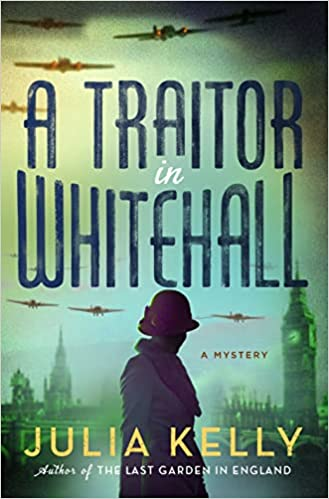 A TRAITOR
in
WHITEHALL
A MYSTERY
JULIA KELLY
Author of THE LAST GARDEN IN ENGLAND